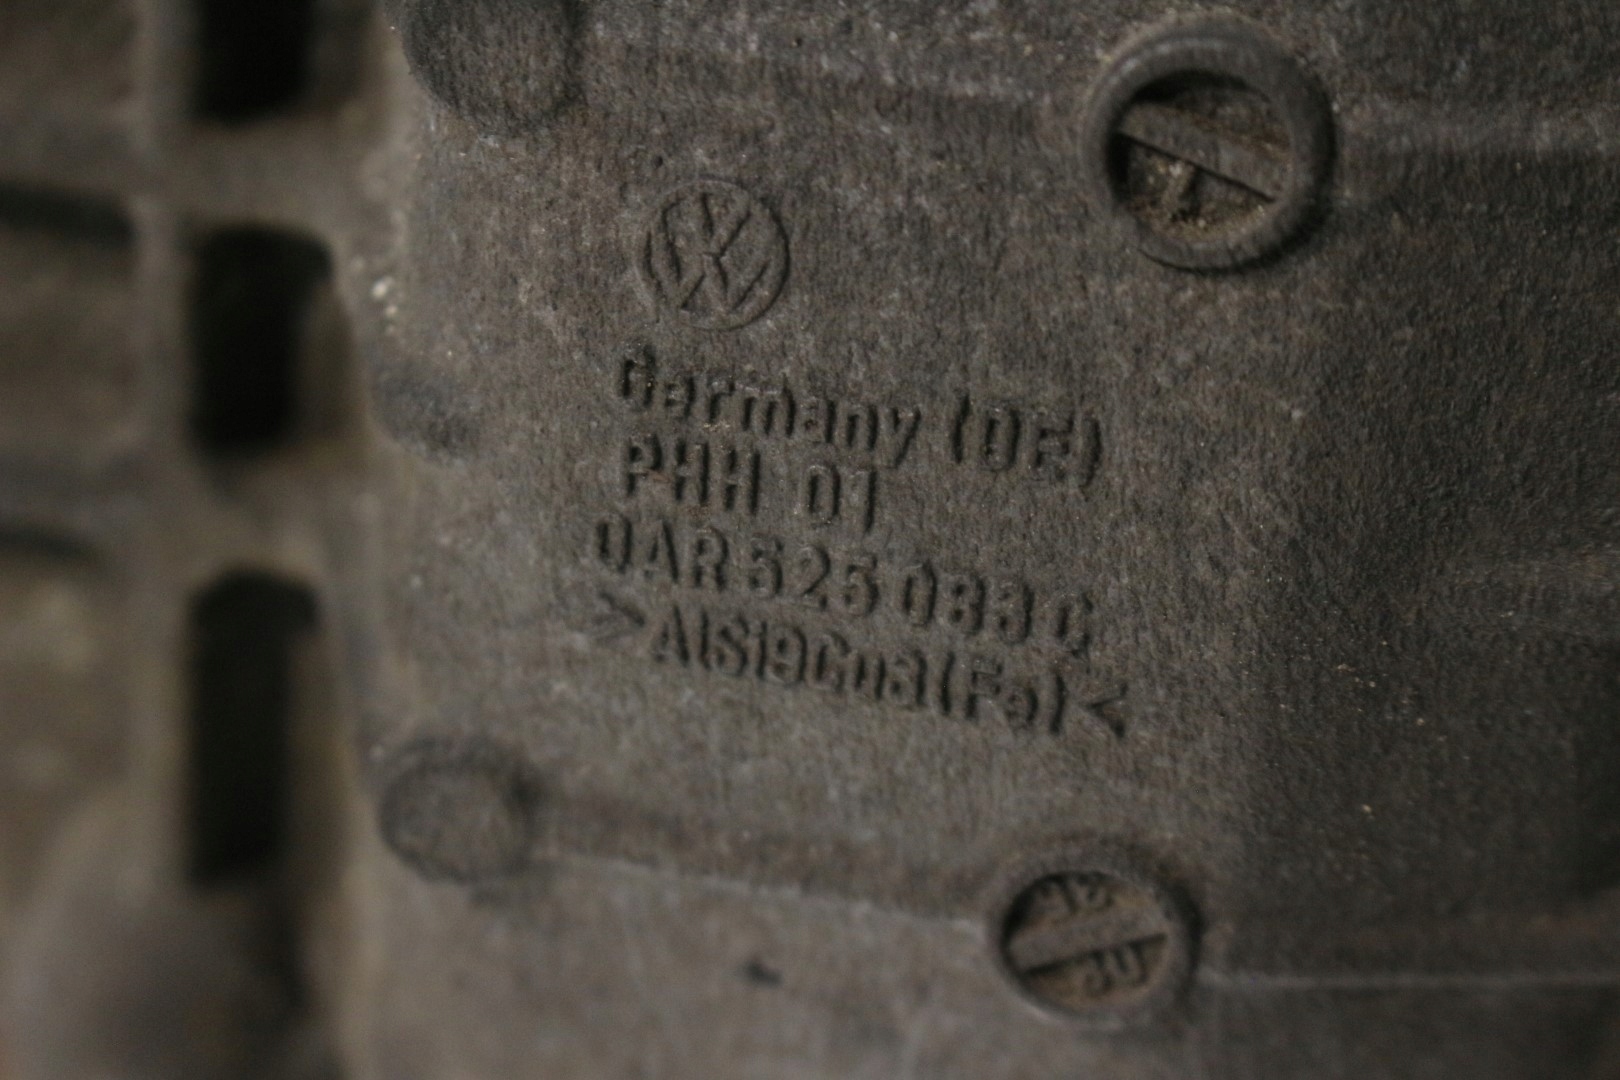 Germany (DE)
PHH 01
0AR 525 083 C
>AlSi9Cu3(Fe)<